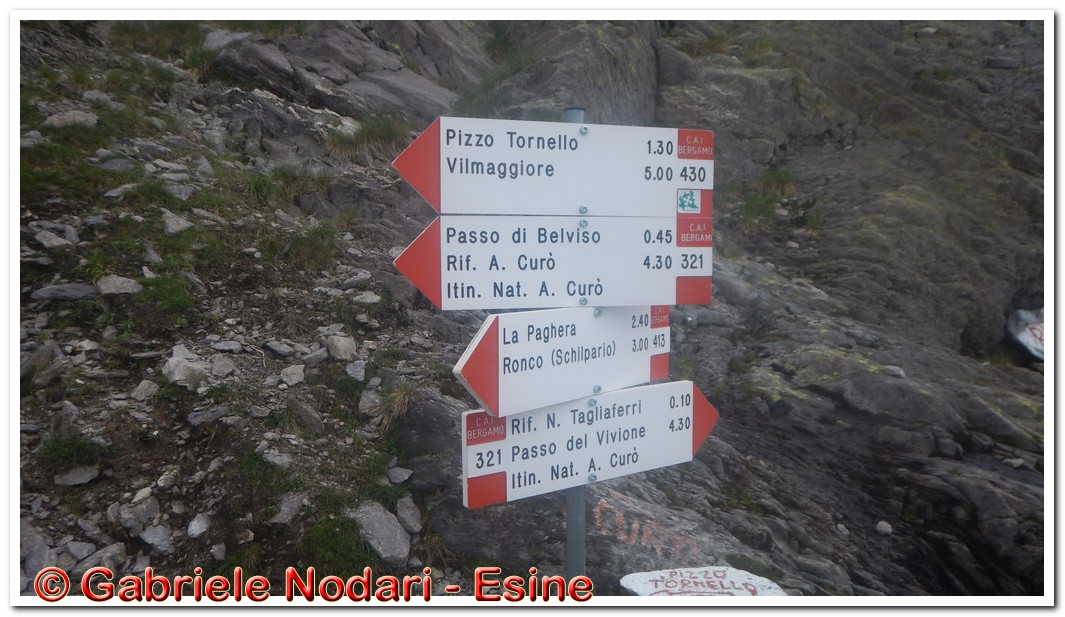 Pizzo Tornello 1.30 C.A.I
BERGAMO
Vilmaggiore 5.00 430
Passo di Belviso 0.45 C.A.I
BERGAMO
Rif. A. Curò 4.30 321
Itin. Nat. A. Curò
La Paghera 2.40 BERGAMO
Ronco (Schilpario) 3.00 413
C.A.I
BERGAMO Rif. N. Tagliaferri 0.10
321 Passo del Vivione 4.30
Itin. Nat. A. Curò
CURÒ
PIZZO
TORNELLO
© Gabriele Nodari - Esine